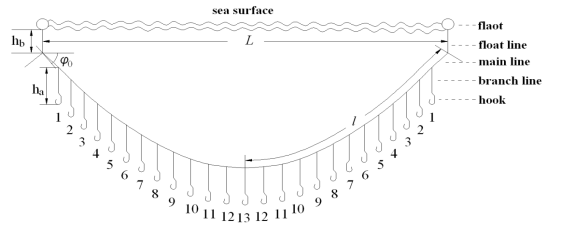 sea surface
flaot
h_b
L
float line
φ_0
main line
h_a
branch line
l
hook
1 2 3 4 5 6 7 8 9 10 11 12 13 12 11 10 9 8 7 6 5 4 3 2 1